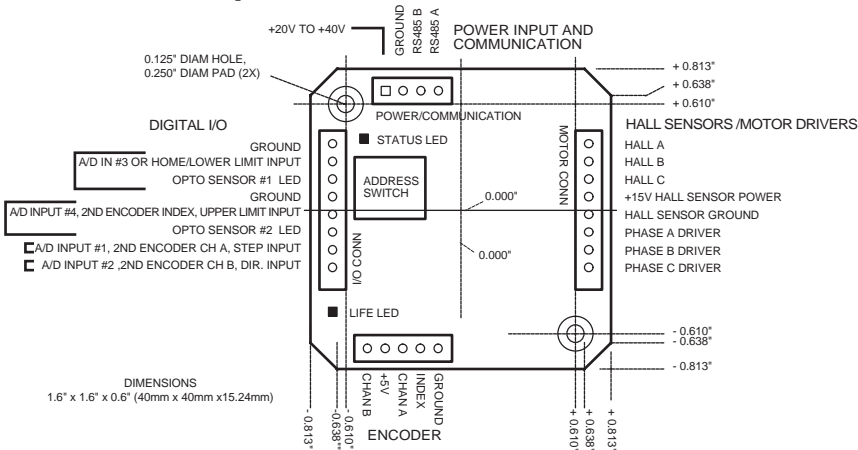 +20V TO +40V
GROUND
RS485 B
RS485 A
POWER INPUT AND
COMMUNICATION
0.125" DIAM HOLE,
0.250" DIAM PAD (2X)
+ 0.813"
+ 0.638"
+ 0.610"
POWER/COMMUNICATION
DIGITAL I/O
STATUS LED
MOTOR CONN
HALL SENSORS /MOTOR DRIVERS
GROUND
A/D IN #3 OR HOME/LOWER LIMIT INPUT
OPTO SENSOR #1 LED
GROUND
A/D INPUT #4, 2ND ENCODER INDEX, UPPER LIMIT INPUT
OPTO SENSOR #2 LED
A/D INPUT #1, 2ND ENCODER CH A, STEP INPUT
A/D INPUT #2 ,2ND ENCODER CH B, DIR. INPUT
ADDRESS
SWITCH
0.000"
0.000"
HALL A
HALL B
HALL C
+15V HALL SENSOR POWER
HALL SENSOR GROUND
PHASE A DRIVER
PHASE B DRIVER
PHASE C DRIVER
I/O CONN
LIFE LED
- 0.610"
- 0.638"
- 0.813"
DIMENSIONS
1.6" x 1.6" x 0.6" (40mm x 40mm x15.24mm)
CHAN B
+5V
CHAN A
INDEX
GROUND
ENCODER
- 0.813"
-0.638"'
- 0.610"
+ 0.610"
+ 0.638"
+ 0.813"